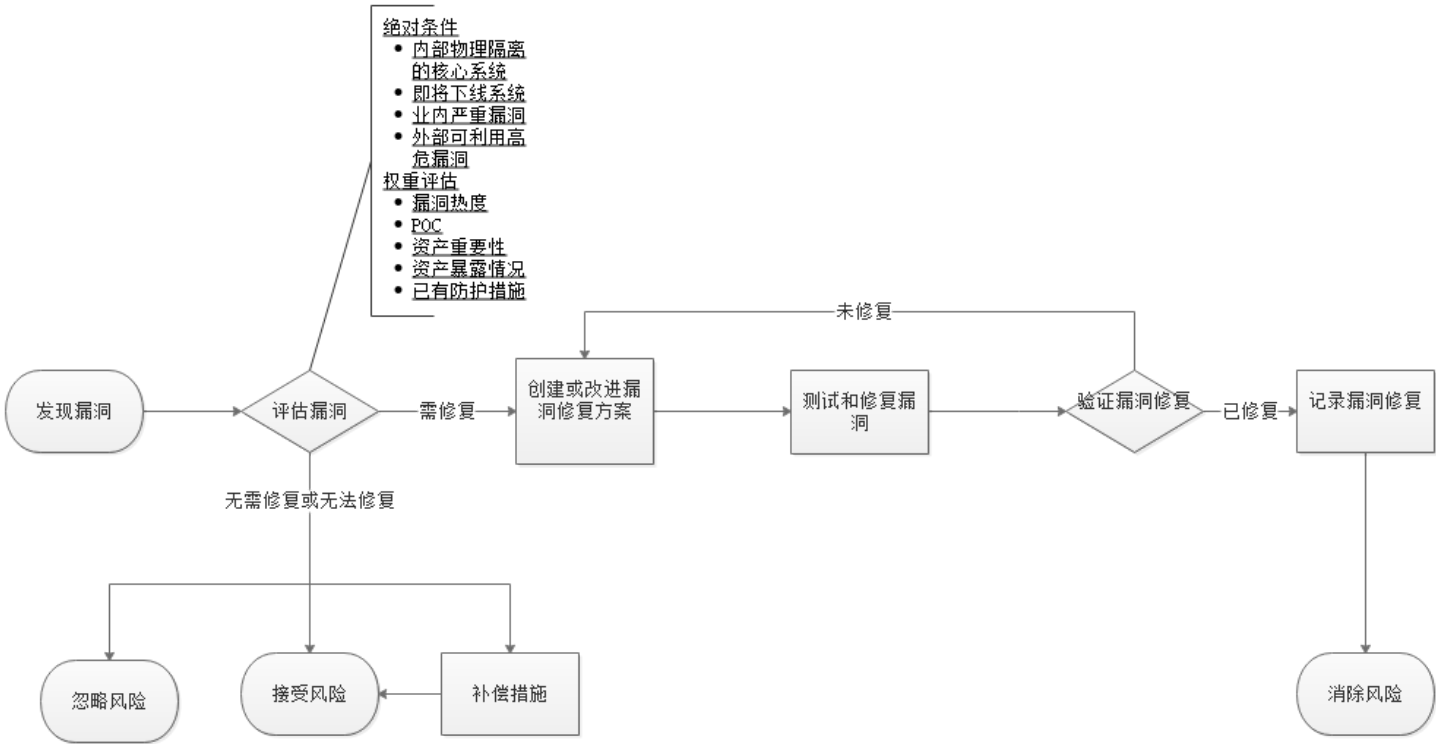 绝对条件
• 内部物理隔离
的核心系统
• 即将下线系统
• 业内严重漏洞
• 外部可利用高
危漏洞
权重评估
• 漏洞热度
• POC
• 资产重要性
• 资产暴露情况
• 已有防护措施
未修复
发现漏洞
评估漏洞
需修复
创建或改进漏
洞修复方案
测试和修复漏
洞
验证漏洞修复
已修复
记录漏洞修复
无需修复或无法修复
忽略风险
接受风险
补偿措施
消除风险